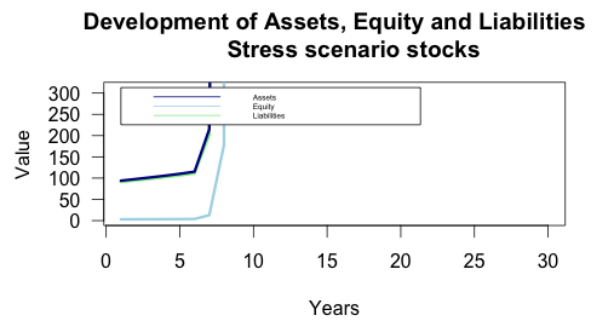 Development of Assets, Equity and Liabilities
Stress scenario stocks
Value
300
250
200
150
100
50
0
Assets
Equity
Liabilities
0 5 10 15 20 25 30
Years